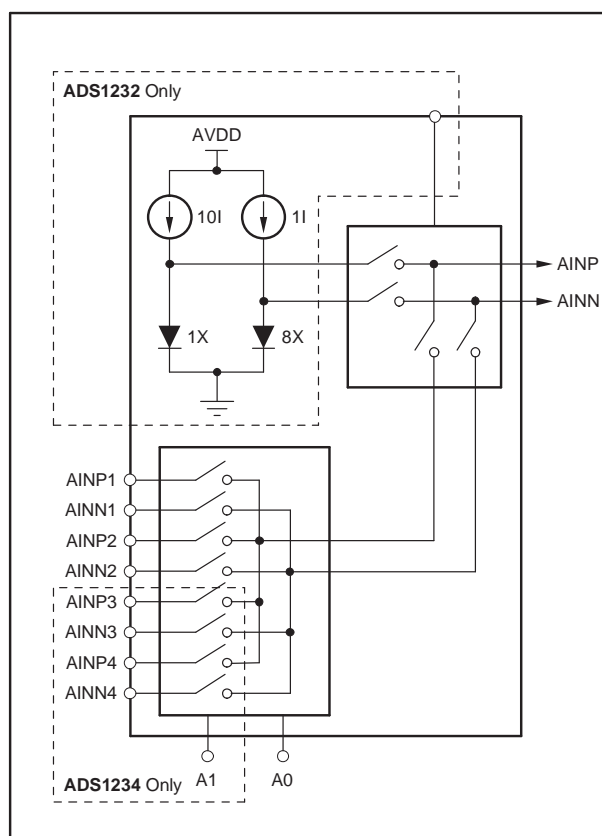 ADS1232 Only
AVDD
10I
1I
AINP
AINN
1X
8X
AINP1
AINN1
AINP2
AINN2
AINP3
AINN3
AINP4
AINN4
ADS1234 Only
A1
A0